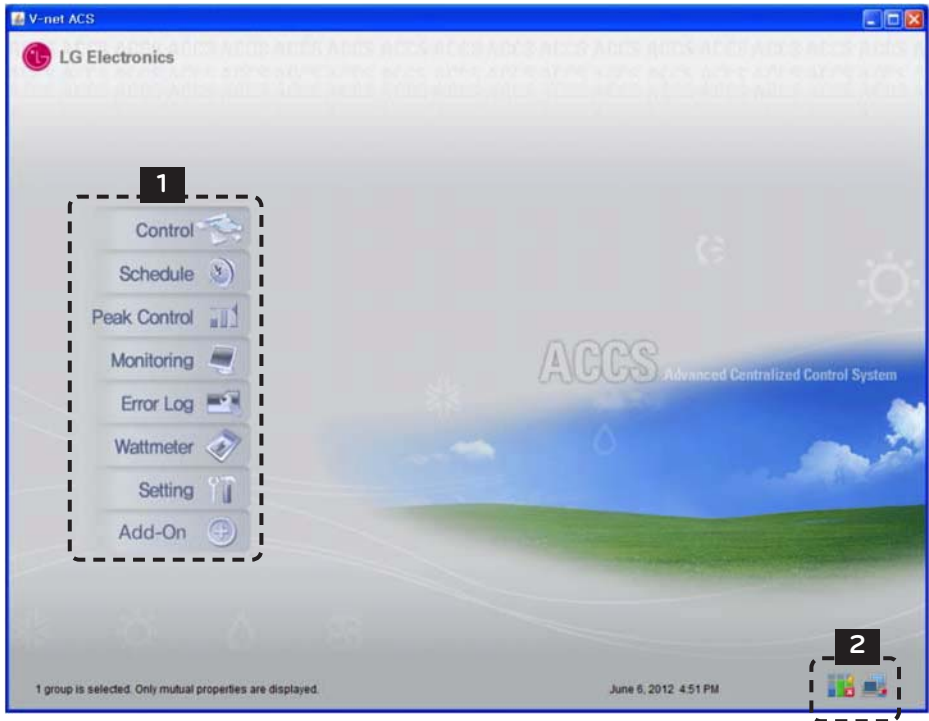 V-net ACS
LG Electronics
1
Control
Schedule
Peak Control
Monitoring
Error Log
Wattmeter
Setting
Add-On
ACCS Advanced Centralized Control System
2
1 group is selected. Only mutual properties are displayed.
June 6, 2012 4:51 PM